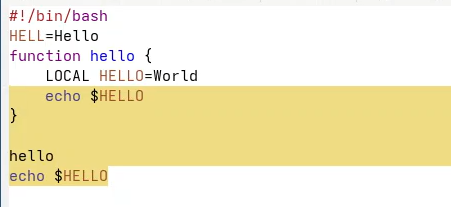 #!/bin/bash
HELL=Hello
function hello {
    LOCAL HELLO=World
    echo $HELLO
}

hello
echo $HELLO